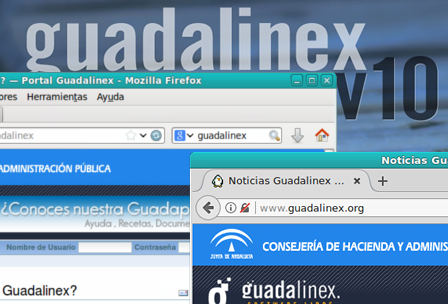 guadalinex
v10
? — Portal Guadalinex - Mozilla Firefox
ores Herramientas Ayuda
dalinex
guadalinex
ADMINISTRACIÓN PÚBLICA
¿Conoces nuestra Guadap
Ayuda , Recetas, Docume
Nombre de Usuario Contraseña
Guadalinex?
Noticias Gu
Noticias Guadalinex ...
www.guadalinex.org
JUNTA DE ANDALUCIA
CONSEJERÍA DE HACIENDA Y ADMINIS
guadalinex.